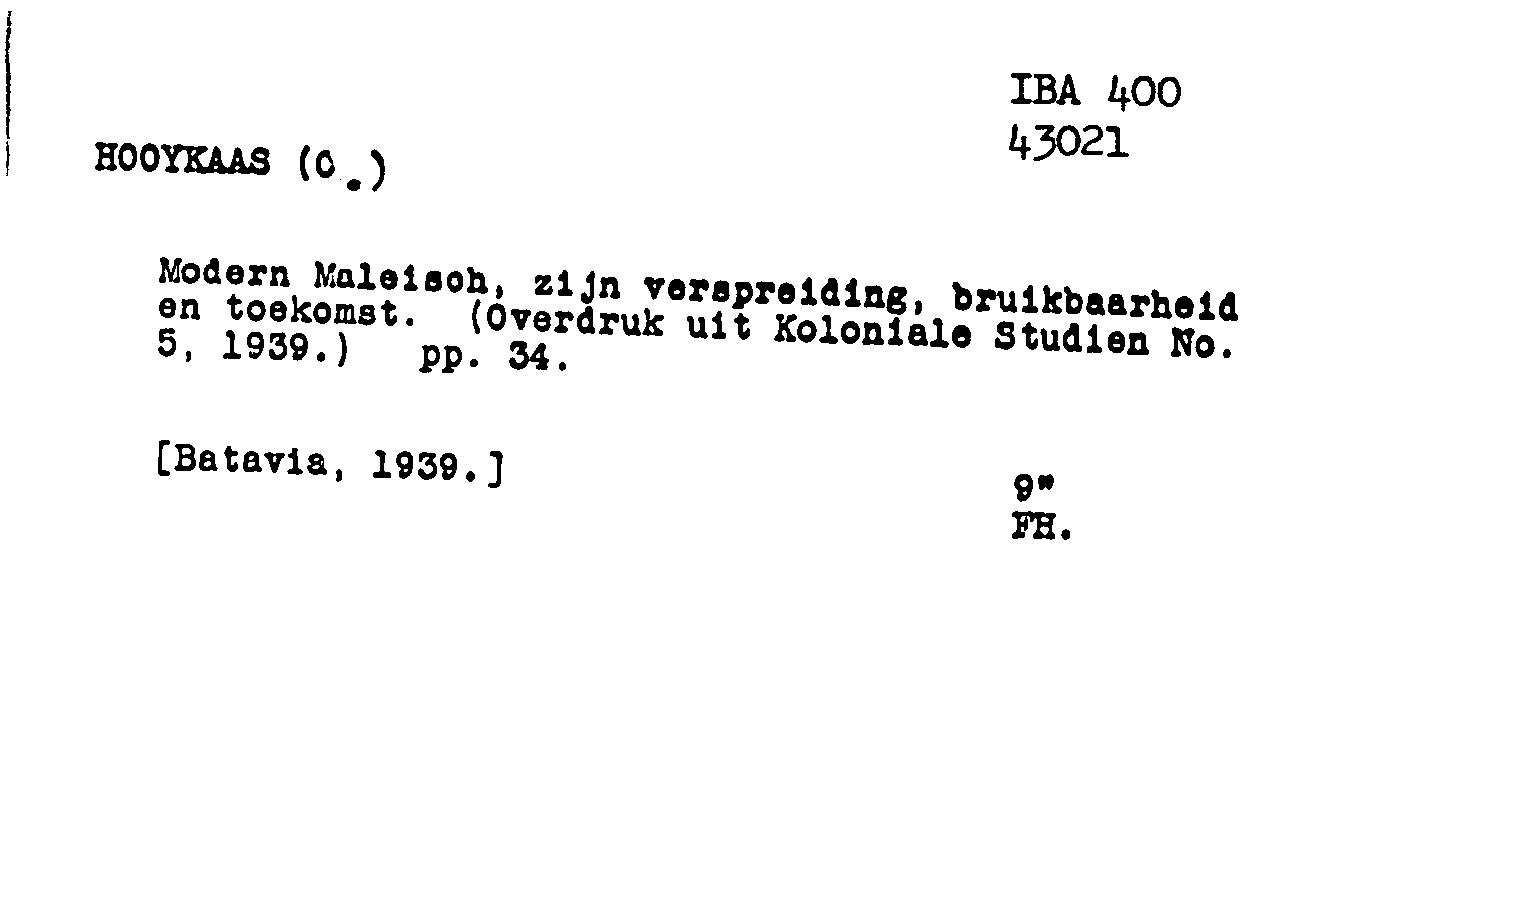 IBA 400
43021
HOOYKAAS (C.)
Modern Maleisch, zijn verspreiding, bruikbaarheid
en toekomst. (Overdruk uit Koloniale Studien No.
5, 1939.) pp. 34.
[Batavia, 1939.]
9"
FH.